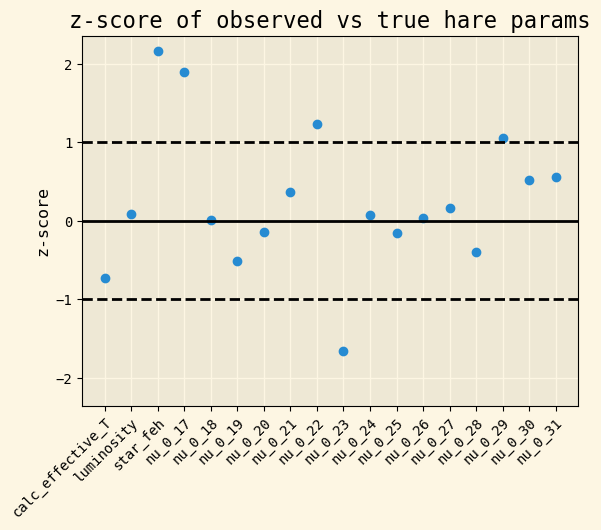 z-score of observed vs true hare params
z-score
2
1
0
−1
−2
calc_effective_T
luminosity
star_feh
nu_0_17
nu_0_18
nu_0_19
nu_0_20
nu_0_21
nu_0_22
nu_0_23
nu_0_24
nu_0_25
nu_0_26
nu_0_27
nu_0_28
nu_0_29
nu_0_30
nu_0_31